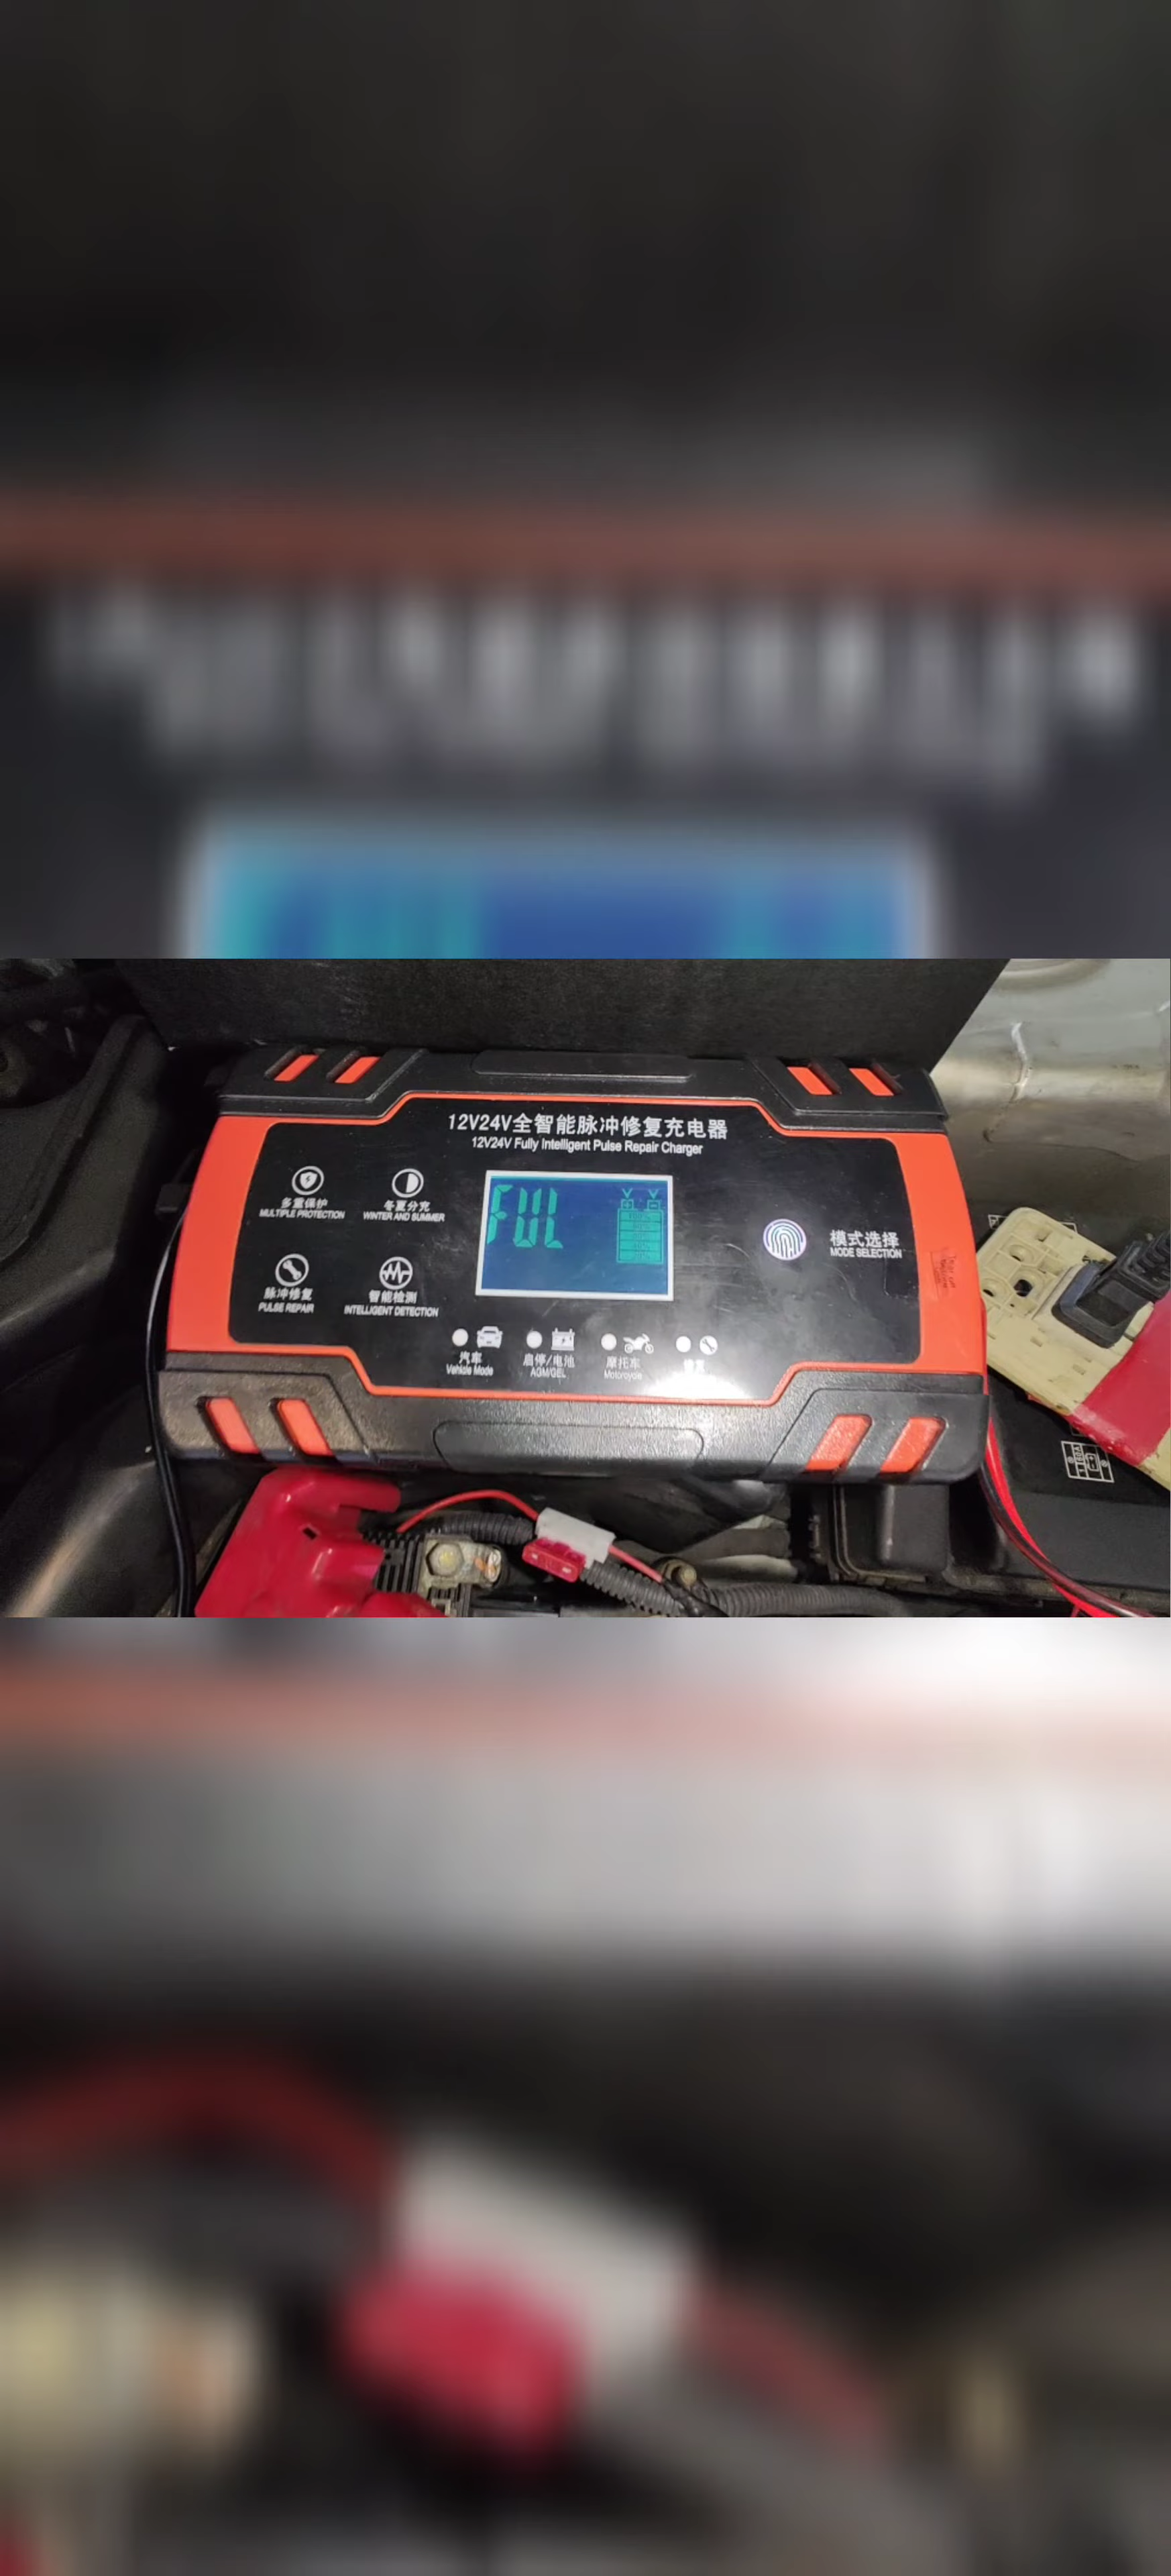 12V24V全智能脉冲修复充电器
12V24V Fully Intelligent Pulse Repair Charger
多重保护
MULTIPLE PROTECTION
冬夏分充
WINTER AND SUMMER
FUL
模式选择
MODE SELECTION
脉冲修复
PULSE REPAIR
智能检测
INTELLIGENT DETECTION
汽车
Vehicle Mode
启停/电池
AGM/GEL
摩托车
Motorcycle
修复